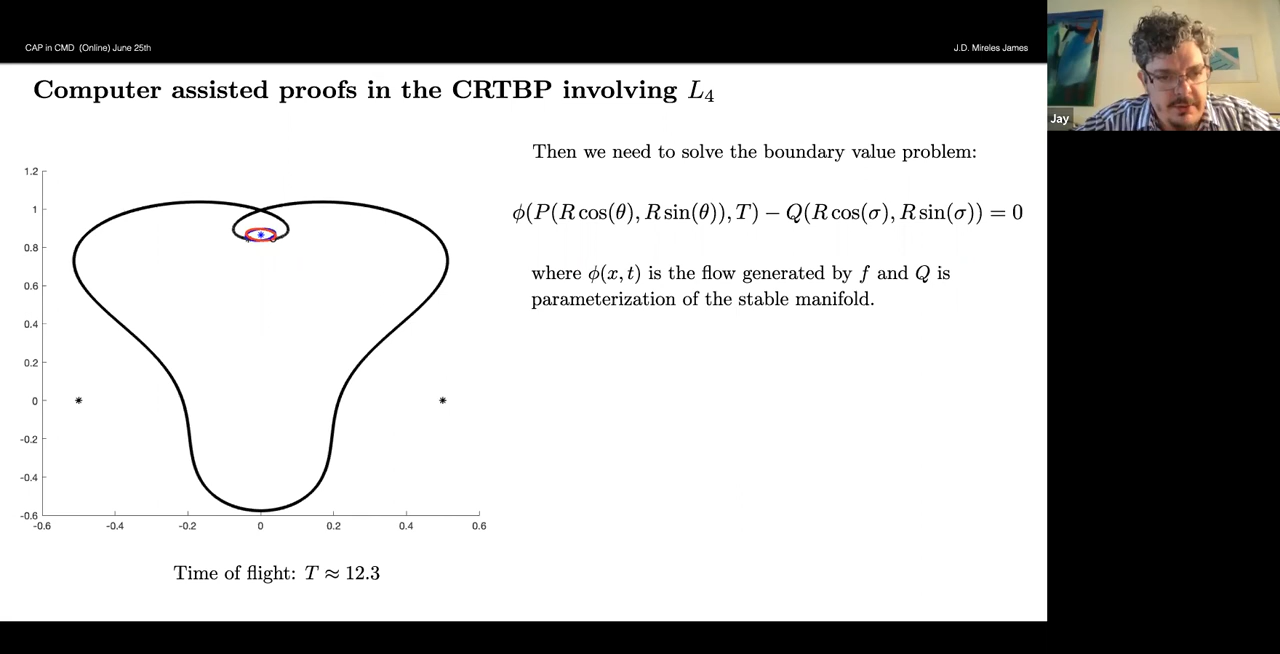 CAP in CMD (Online) June 25th
J.D. Mireles James
Jay
Computer assisted proofs in the CRTBP involving L₄
Then we need to solve the boundary value problem:
ϕ(P(R cos(θ), R sin(θ)), T) − Q(R cos(σ), R sin(σ)) = 0
where ϕ(x, t) is the flow generated by f and Q is
parameterization of the stable manifold.
1.2
1
0.8
0.6
0.4
0.2
0
-0.2
-0.4
-0.6
-0.6 -0.4 -0.2 0 0.2 0.4 0.6
Time of flight: T ≈ 12.3